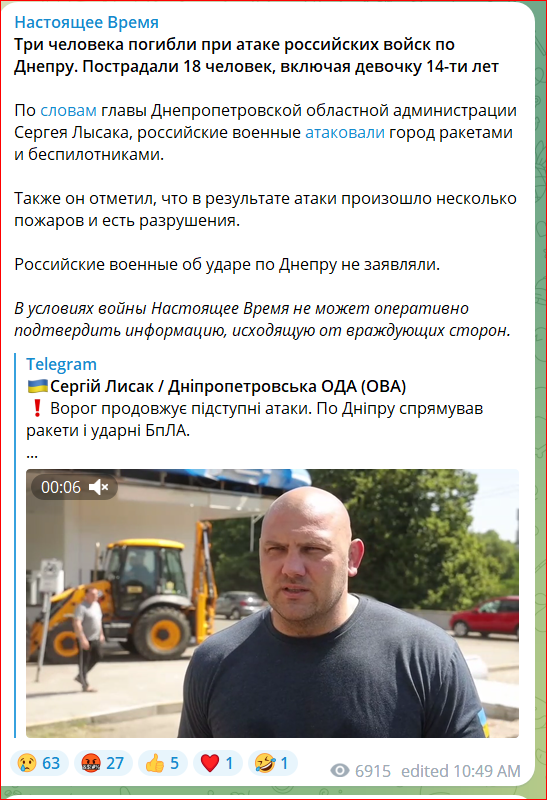 Настоящее Время
Три человека погибли при атаке российских войск по
Днепру. Пострадали 18 человек, включая девочку 14-ти лет
По словам главы Днепропетровской областной администрации
Сергея Лысака, российские военные атаковали город ракетами
и беспилотниками.
Также он отметил, что в результате атаки произошло несколько
пожаров и есть разрушения.
Российские военные об ударе по Днепру не заявляли.
В условиях войны Настоящее Время не может оперативно
подтвердить информацию, исходящую от враждующих сторон.
Telegram
🇺🇦Сергій Лисак / Дніпропетровська ОДА (ОВА)
❗ Ворог продовжує підступні атаки. По Дніпру спрямував
ракети і ударні БпЛА.
...
00:06
😢 63 🤬 27 👍 5 ❤ 1 🤣 1
6915 edited 10:49 AM